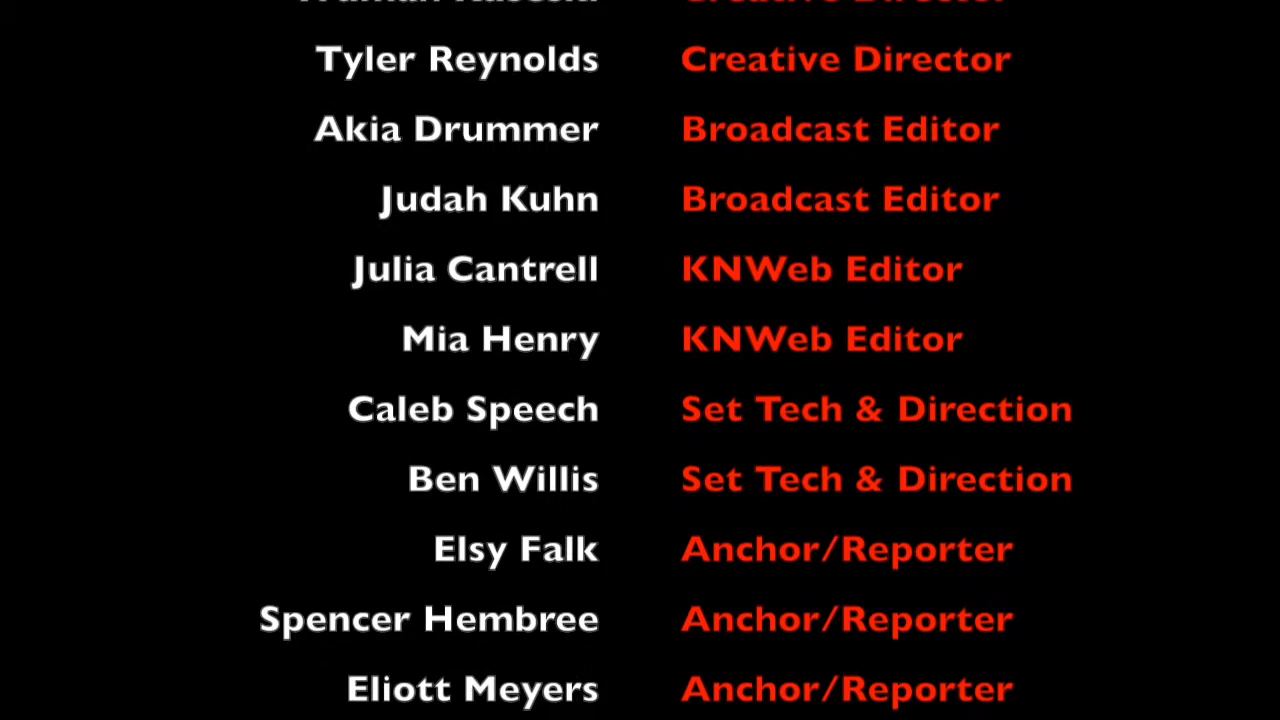 Creative Director
Tyler Reynolds Creative Director
Akia Drummer Broadcast Editor
Judah Kuhn Broadcast Editor
Julia Cantrell KNWeb Editor
Mia Henry KNWeb Editor
Caleb Speech Set Tech & Direction
Ben Willis Set Tech & Direction
Elsy Falk Anchor/Reporter
Spencer Hembree Anchor/Reporter
Eliott Meyers Anchor/Reporter